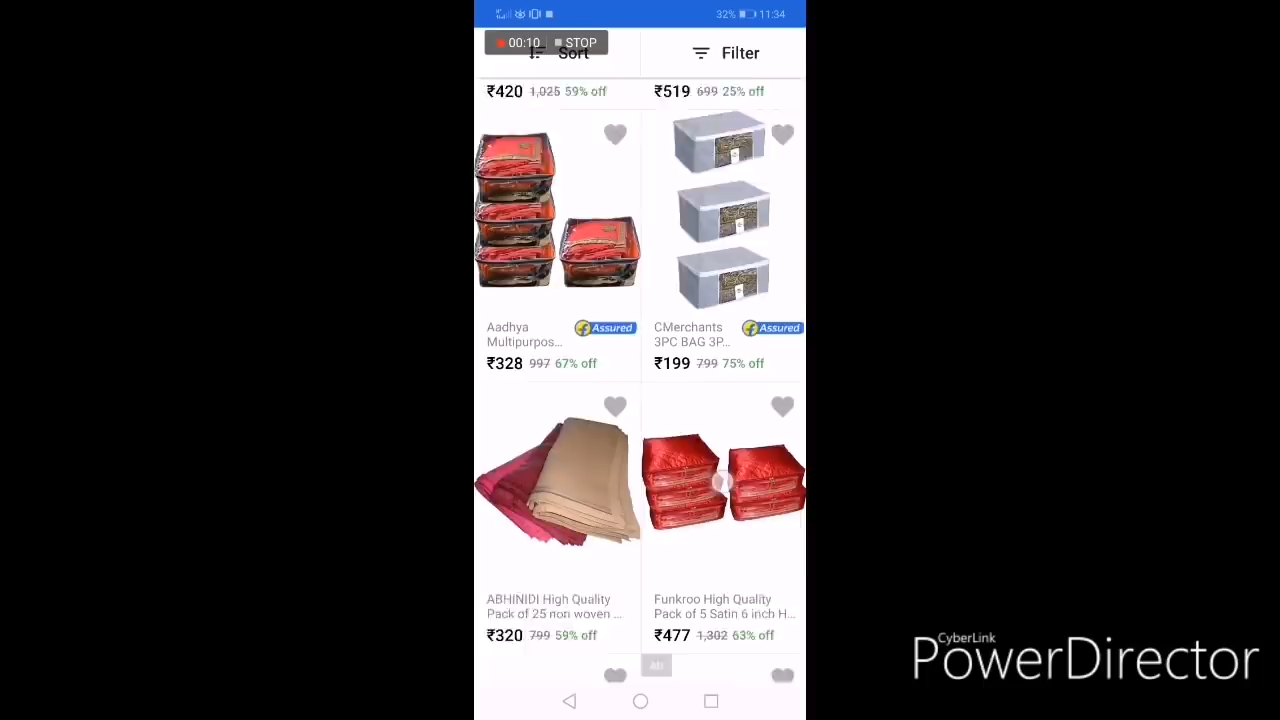 32% 11:34
00:10 STOP
Sort
Filter
₹420 1,025 59% off
₹519 699 25% off
Aadhya
Multipurpos...
Assured
₹328 997 67% off
CMerchants
3PC BAG 3P...
Assured
₹199 799 75% off
ABHINIDI High Quality
Pack of 25 non woven ...
₹320 799 59% off
Funkroo High Quality
Pack of 5 Satin 6 inch H...
₹477 1,302 63% off
CyberLink
PowerDirector